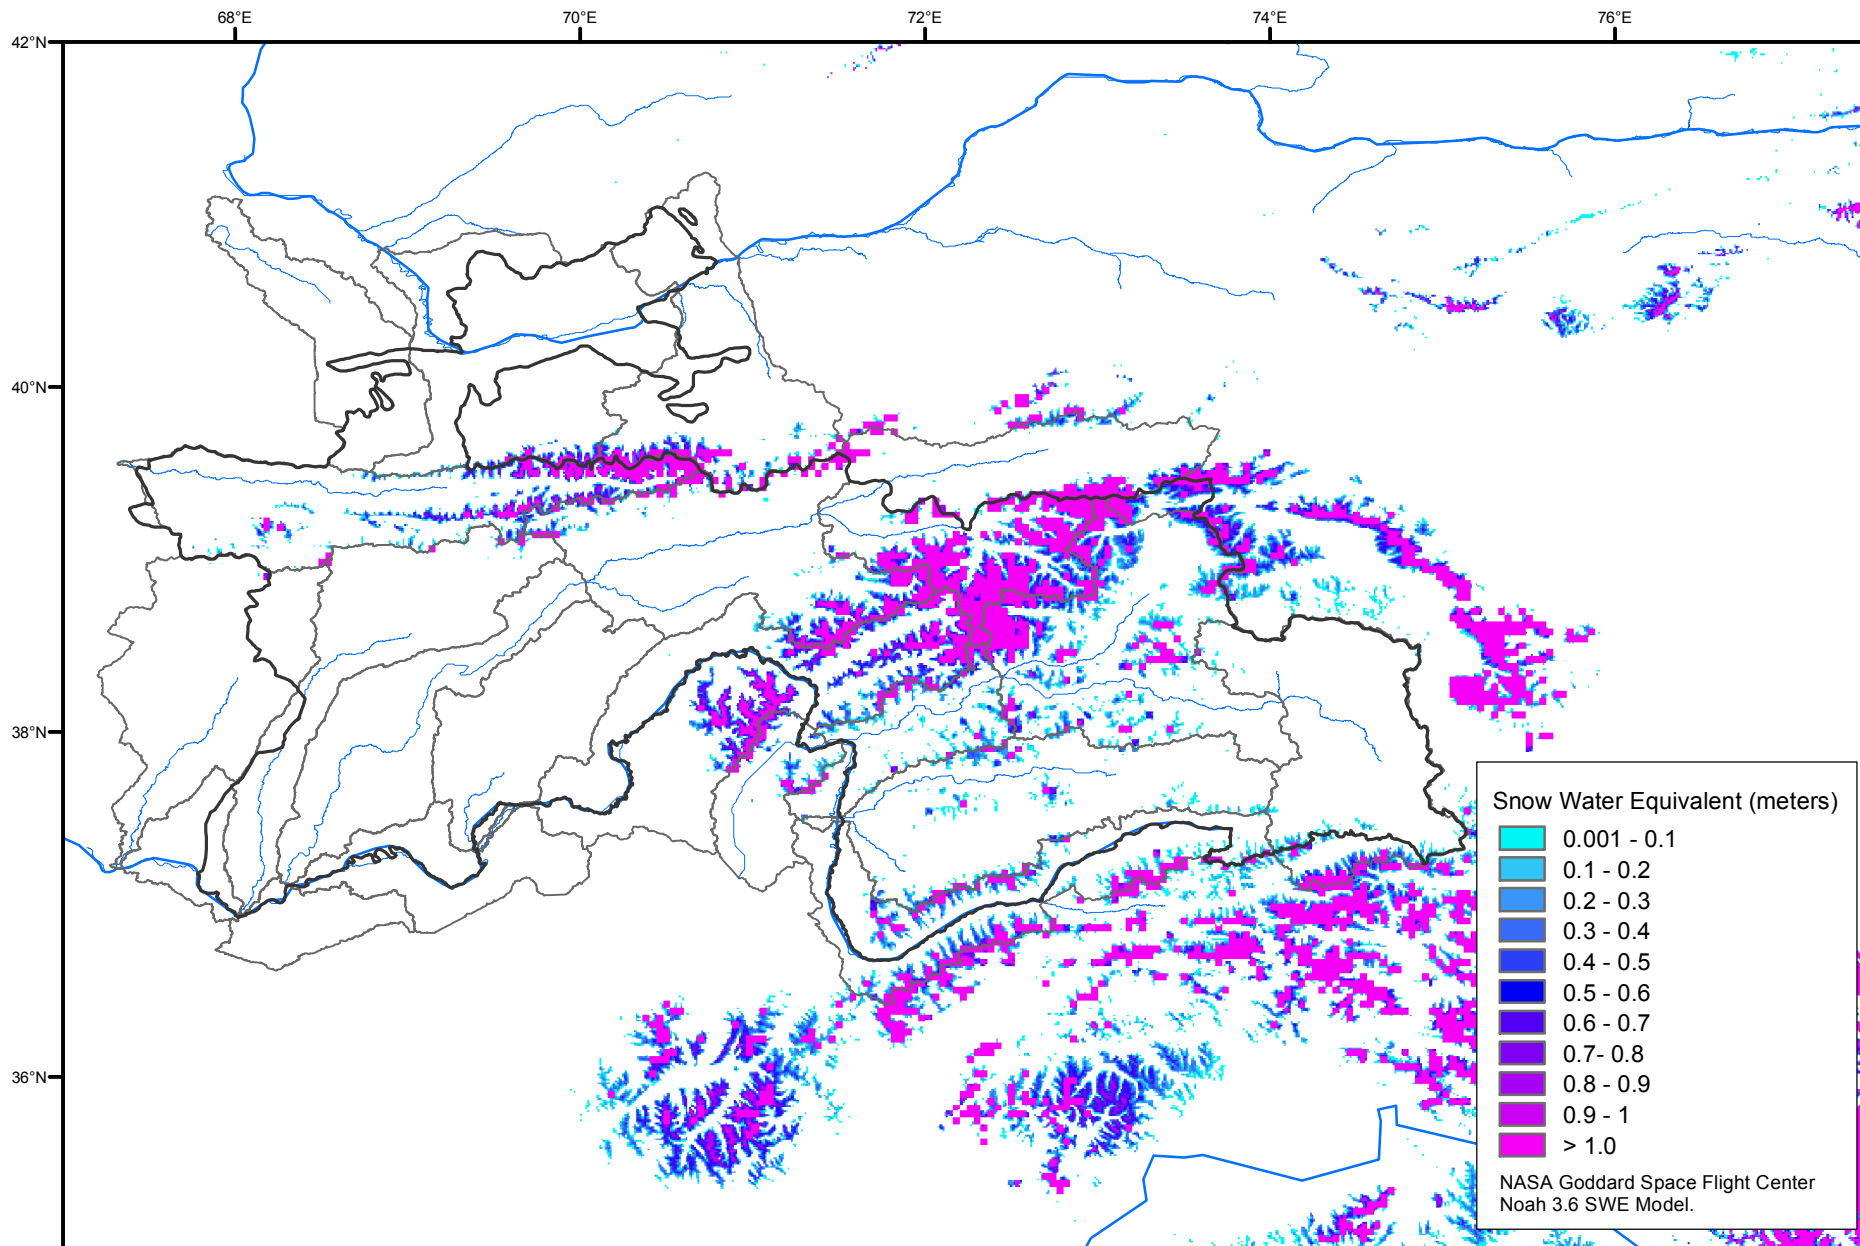 68°E 70°E 72°E 74°E 76°E
42°N
40°N
38°N
36°N
Snow Water Equivalent (meters)
0.001 - 0.1
0.1 - 0.2
0.2 - 0.3
0.3 - 0.4
0.4 - 0.5
0.5 - 0.6
0.6 - 0.7
0.7- 0.8
0.8 - 0.9
0.9 - 1
> 1.0
NASA Goddard Space Flight Center
Noah 3.6 SWE Model.